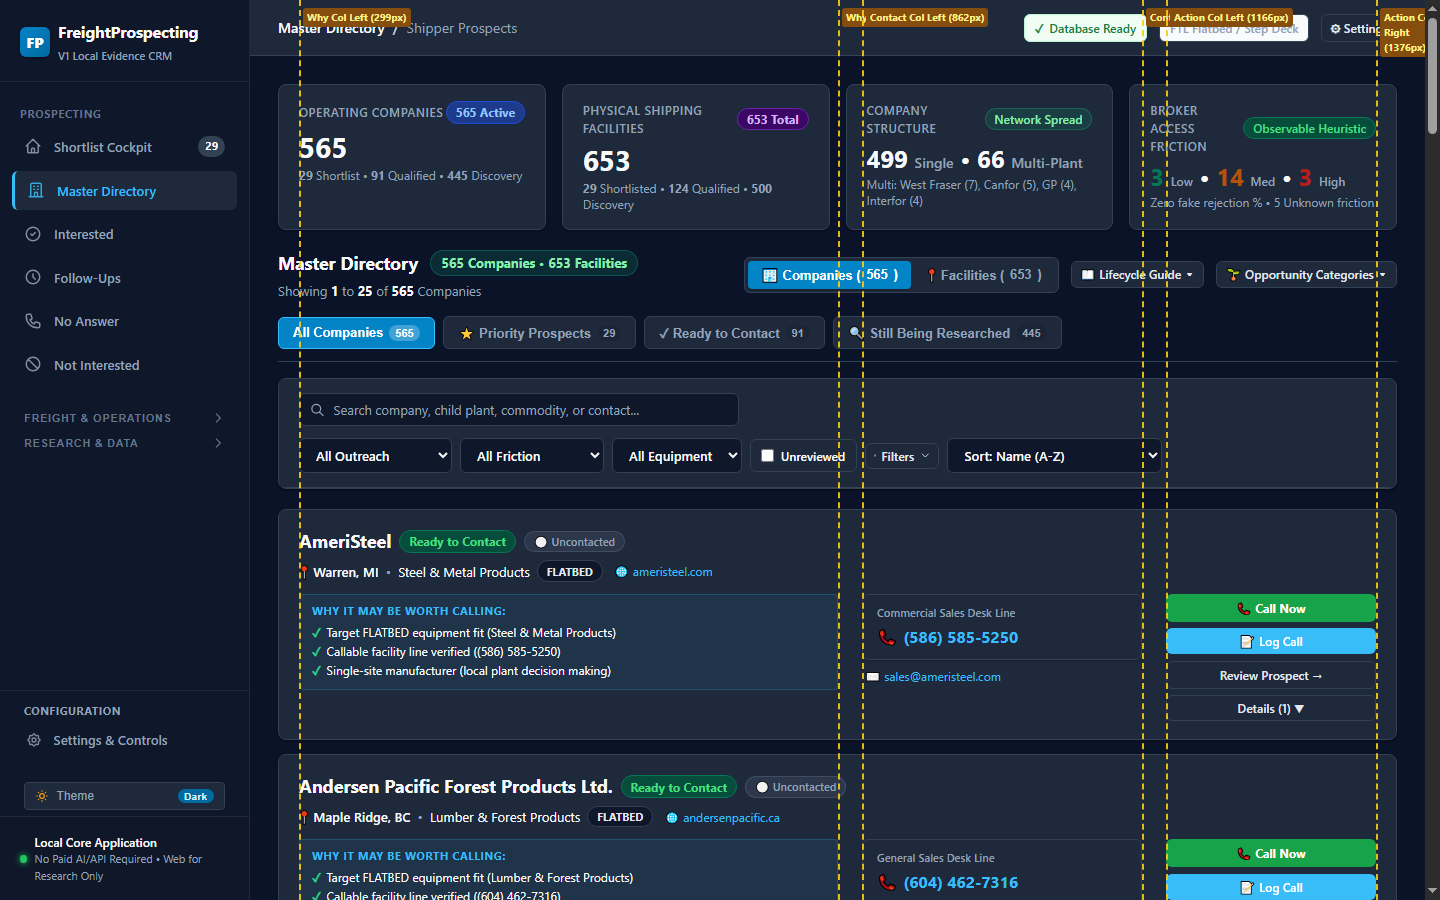 FP
FreightProspecting
V1 Local Evidence CRM
PROSPECTING
Shortlist Cockpit 29
Master Directory
Interested
Follow-Ups
No Answer
Not Interested
FREIGHT & OPERATIONS
RESEARCH & DATA
CONFIGURATION
Settings & Controls
Theme Dark
Local Core Application
No Paid AI/API Required • Web for
Research Only
Why Col Left (299px)
Why
Contact Col Left (862px)
Con
Action Col Left (1166px)
Action C
Right
(1376px)
Master Directory / Shipper Prospects
✓ Database Ready
FTL Flatbed / Step Deck
⚙ Setting
OPERATING COMPANIES 565 Active
565
29 Shortlist • 91 Qualified • 445 Discovery
PHYSICAL SHIPPING
FACILITIES
653 Total
653
29 Shortlisted • 124 Qualified • 500
Discovery
COMPANY
STRUCTURE
Network Spread
499 Single • 66 Multi-Plant
Multi: West Fraser (7), Canfor (5), GP (4),
Interfor (4)
BROKER
ACCESS
FRICTION
Observable Heuristic
3 Low • 14 Med • 3 High
Zero fake rejection % • 5 Unknown friction
Master Directory 565 Companies • 653 Facilities
Showing 1 to 25 of 565 Companies
Companies ( 565 )
Facilities ( 653 )
Lifecycle Guide ▾
Opportunity Categories ▾
All Companies 565
Priority Prospects 29
✓ Ready to Contact 91
Still Being Researched 445
Search company, child plant, commodity, or contact...
All Outreach
All Friction
All Equipment
Unreviewed
Filters
Sort: Name (A-Z)
AmeriSteel Ready to Contact Uncontacted
Warren, MI • Steel & Metal Products FLATBED ameristeel.com
WHY IT MAY BE WORTH CALLING:
✓ Target FLATBED equipment fit (Steel & Metal Products)
✓ Callable facility line verified ((586) 585-5250)
✓ Single-site manufacturer (local plant decision making)
Commercial Sales Desk Line
(586) 585-5250
sales@ameristeel.com
Call Now
Log Call
Review Prospect →
Details (1) ▼
Andersen Pacific Forest Products Ltd. Ready to Contact Uncontacted
Maple Ridge, BC • Lumber & Forest Products FLATBED andersenpacific.ca
WHY IT MAY BE WORTH CALLING:
✓ Target FLATBED equipment fit (Lumber & Forest Products)
✓ Callable facility line verified ((604) 462-7316)
General Sales Desk Line
(604) 462-7316
Call Now
Log Call